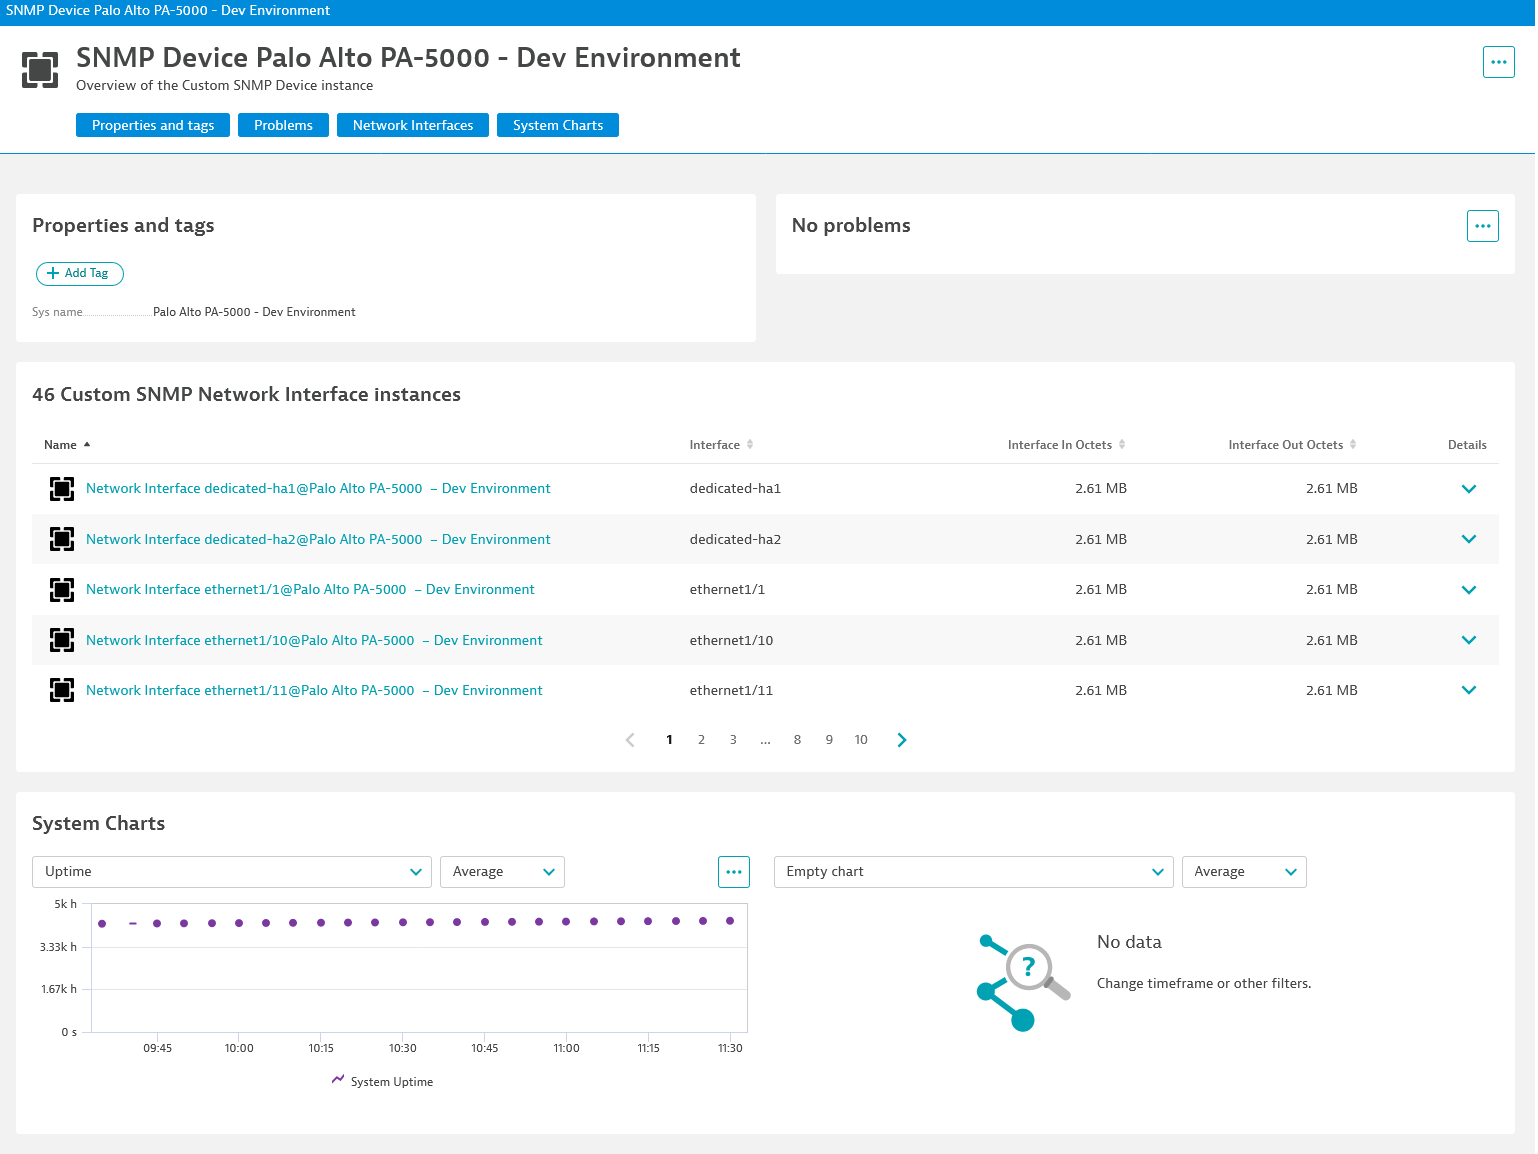 SNMP Device Palo Alto PA-5000 - Dev Environment
SNMP Device Palo Alto PA-5000 - Dev Environment
Overview of the Custom SNMP Device instance
Properties and tags Problems Network Interfaces System Charts
Properties and tags
Add Tag
Sys name Palo Alto PA-5000 - Dev Environment
No problems
46 Custom SNMP Network Interface instances
Name Interface Interface In Octets Interface Out Octets Details
Network Interface dedicated-ha1@Palo Alto PA-5000 – Dev Environment dedicated-ha1 2.61 MB 2.61 MB
Network Interface dedicated-ha2@Palo Alto PA-5000 – Dev Environment dedicated-ha2 2.61 MB 2.61 MB
Network Interface ethernet1/1@Palo Alto PA-5000 – Dev Environment ethernet1/1 2.61 MB 2.61 MB
Network Interface ethernet1/10@Palo Alto PA-5000 – Dev Environment ethernet1/10 2.61 MB 2.61 MB
Network Interface ethernet1/11@Palo Alto PA-5000 – Dev Environment ethernet1/11 2.61 MB 2.61 MB
1 2 3 ... 8 9 10
System Charts
Uptime Average
5k h
3.33k h
1.67k h
0 s
09:45 10:00 10:15 10:30 10:45 11:00 11:15 11:30
System Uptime
Empty chart Average
?
No data
Change timeframe or other filters.